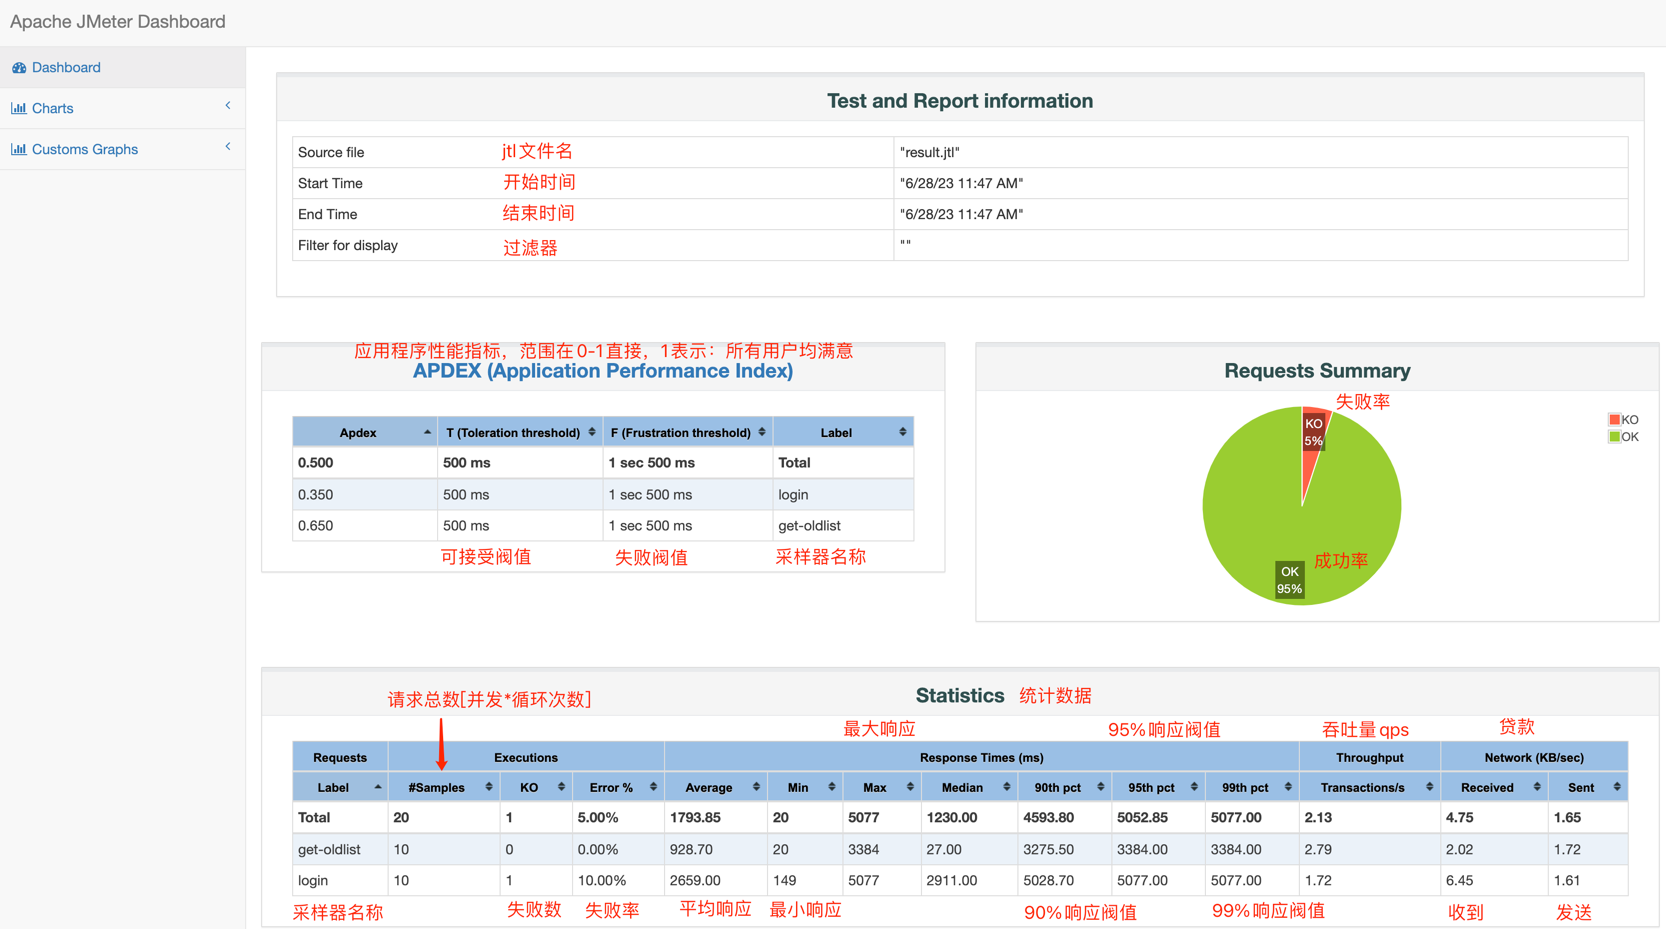 Apache JMeter Dashboard
Dashboard
Charts
Customs Graphs
Test and Report information
Source file jtl文件名 "result.jtl"
Start Time 开始时间 "6/28/23 11:47 AM"
End Time 结束时间 "6/28/23 11:47 AM"
Filter for display 过滤器 ""
应用程序性能指标，范围在0-1直接，1表示：所有用户均满意
APDEX (Application Performance Index)
Apdex T (Toleration threshold) F (Frustration threshold) Label
0.500 500 ms 1 sec 500 ms Total
0.350 500 ms 1 sec 500 ms login
0.650 500 ms 1 sec 500 ms get-oldlist
可接受阀值 失败阀值 采样器名称
Requests Summary
失败率
KO
5%
KO
OK
成功率
OK
95%
请求总数[并发*循环次数]
Statistics 统计数据
最大响应 95%响应阀值 吞吐量qps 贷款
Requests Executions Response Times (ms) Throughput Network (KB/sec)
Label #Samples KO Error % Average Min Max Median 90th pct 95th pct 99th pct Transactions/s Received Sent
Total 20 1 5.00% 1793.85 20 5077 1230.00 4593.80 5052.85 5077.00 2.13 4.75 1.65
get-oldlist 10 0 0.00% 928.70 20 3384 27.00 3275.50 3384.00 3384.00 2.79 2.02 1.72
login 10 1 10.00% 2659.00 149 5077 2911.00 5028.70 5077.00 5077.00 1.72 6.45 1.61
采样器名称 失败数 失败率 平均响应 最小响应 90%响应阀值 99%响应阀值 收到 发送